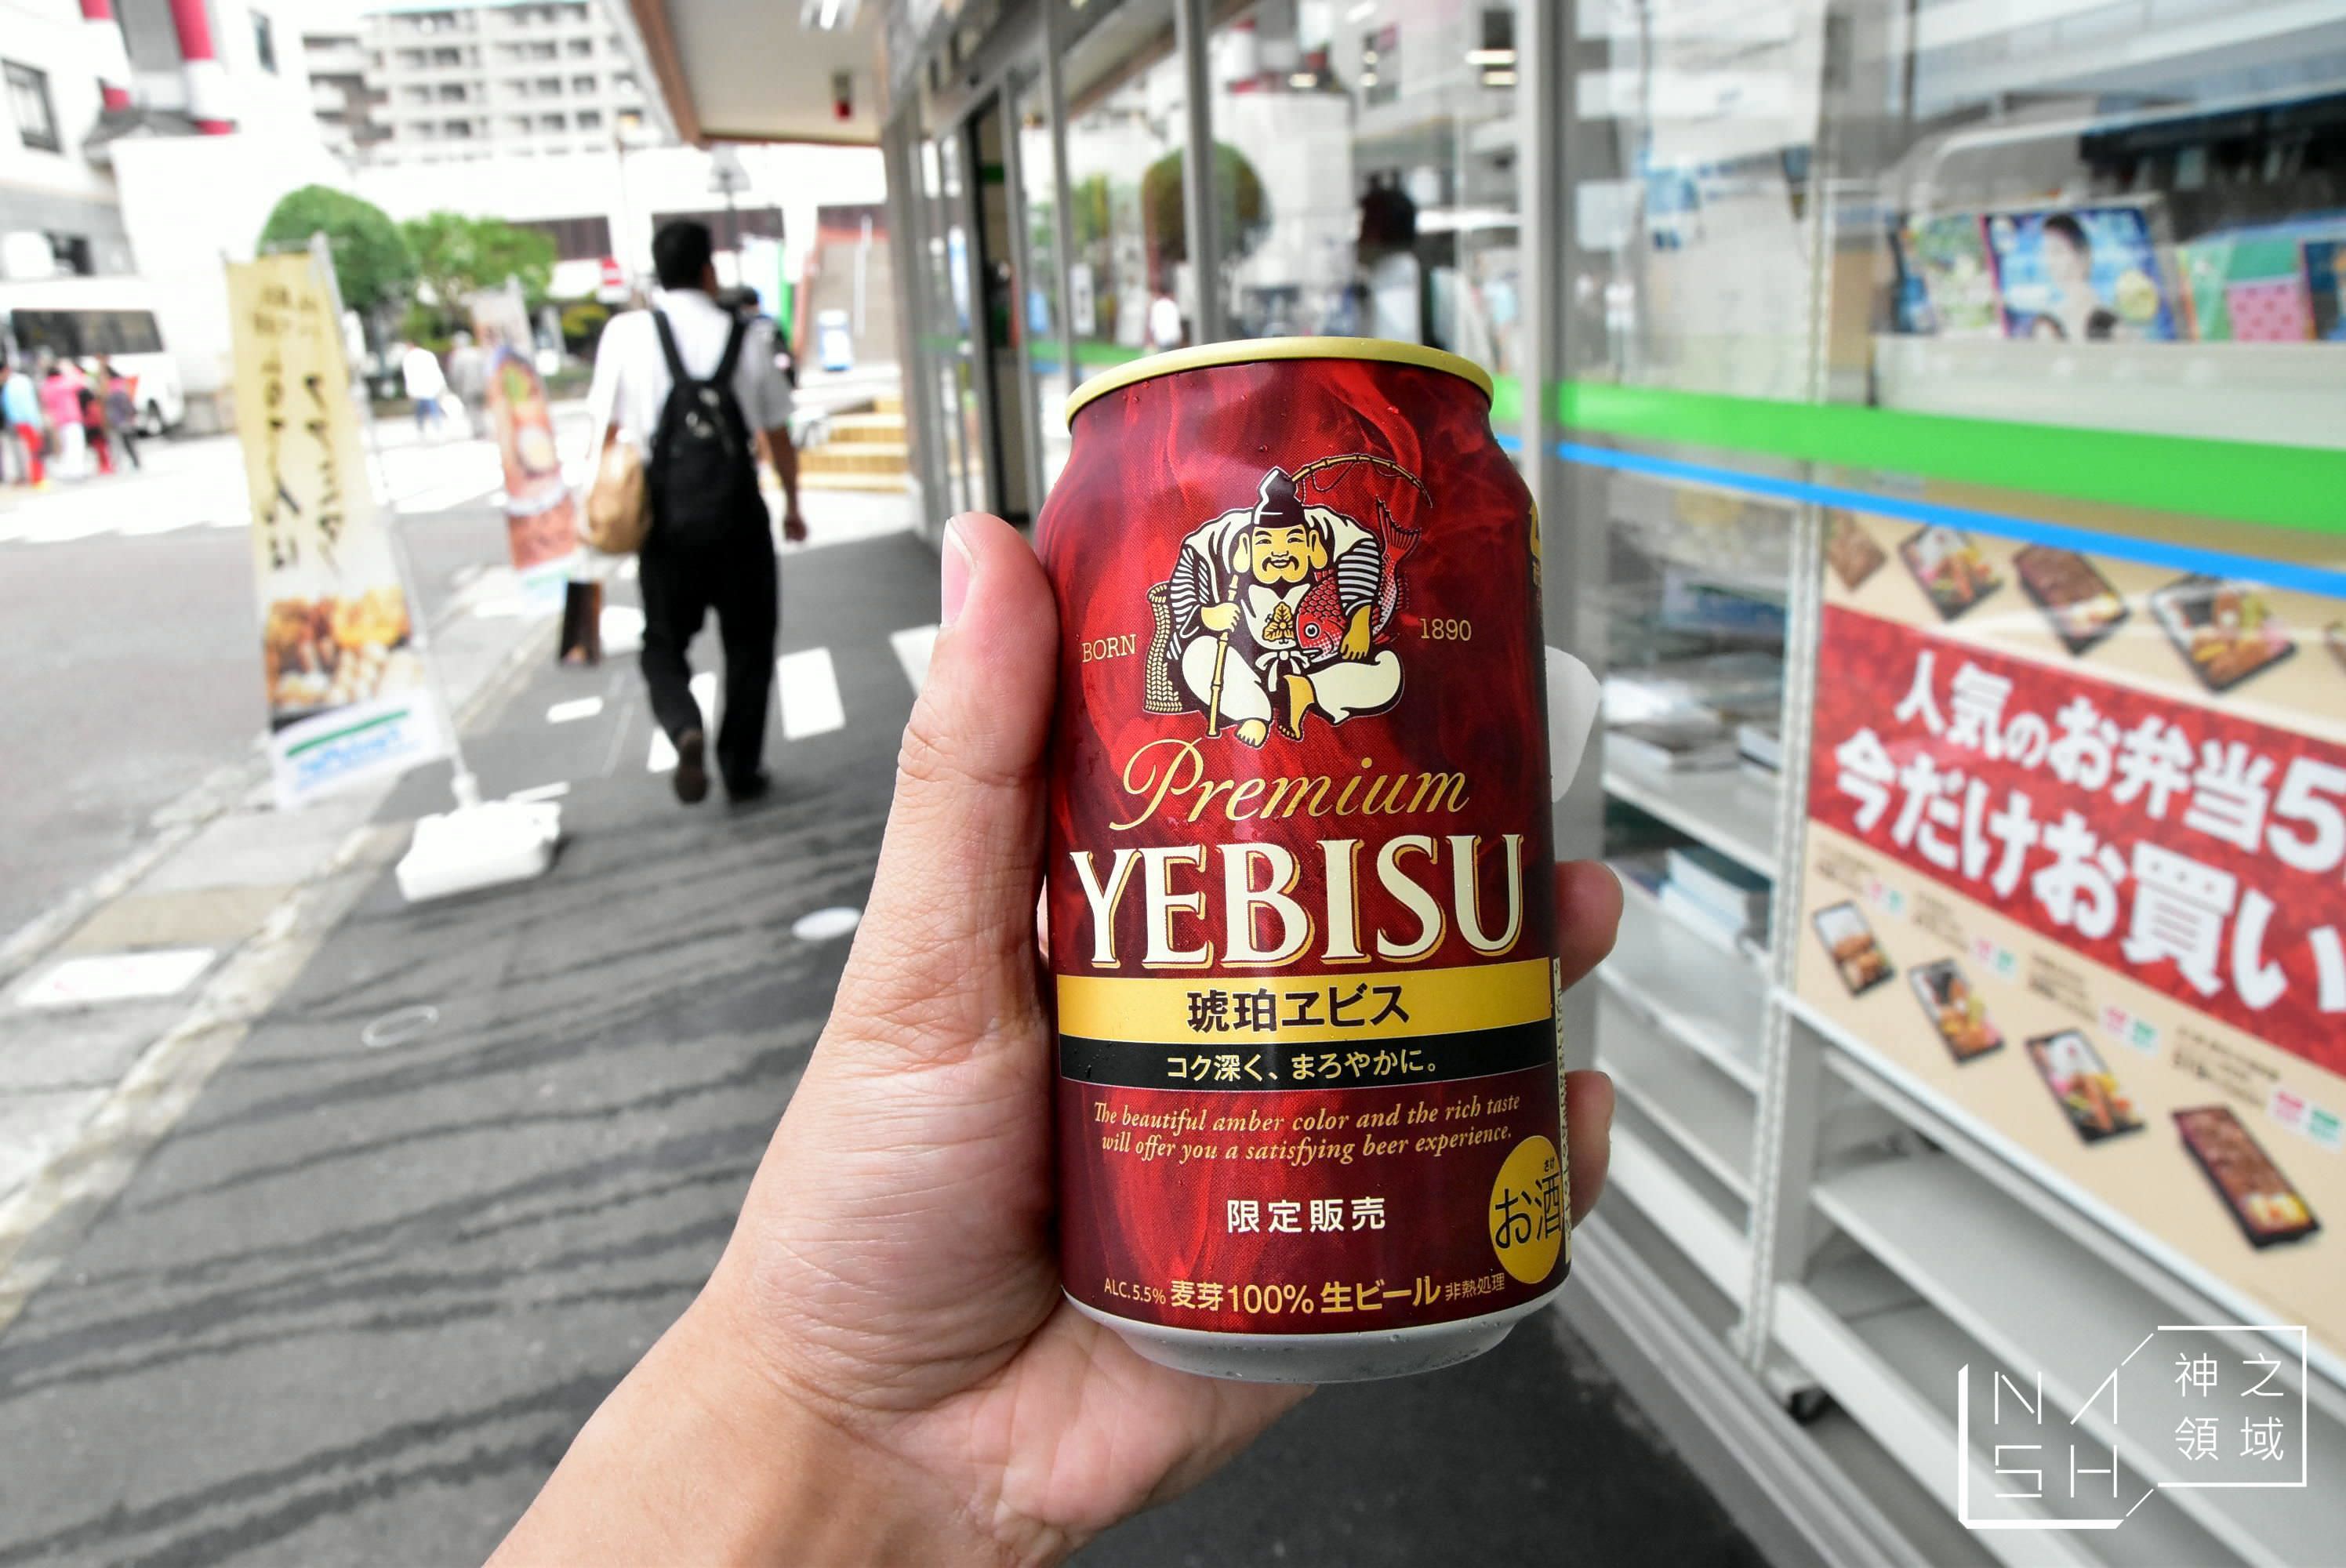 BORN 1890
Premium
YEBISU
琥珀ヱビス
コク深く、まろやかに。
The beautiful amber color and the rich taste
will offer you a satisfying beer experience.
限定販売
さけ
お酒
ALC.5.5% 麦芽100% 生ビール 非熱処理
人気のお弁当5
今だけお買い
NASH
神之
領域